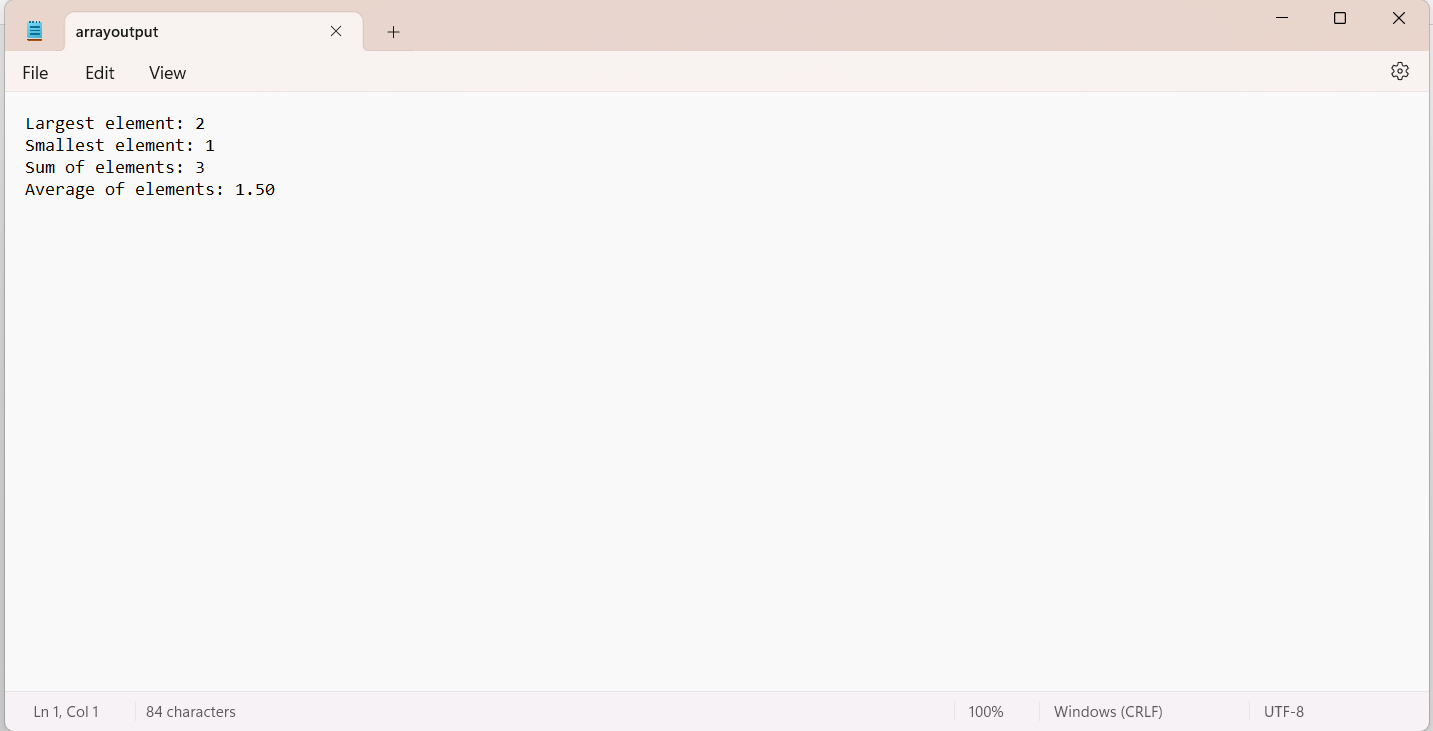 arrayoutput
File Edit View
Largest element: 2
Smallest element: 1
Sum of elements: 3
Average of elements: 1.50
Ln 1, Col 1 84 characters 100% Windows (CRLF) UTF-8